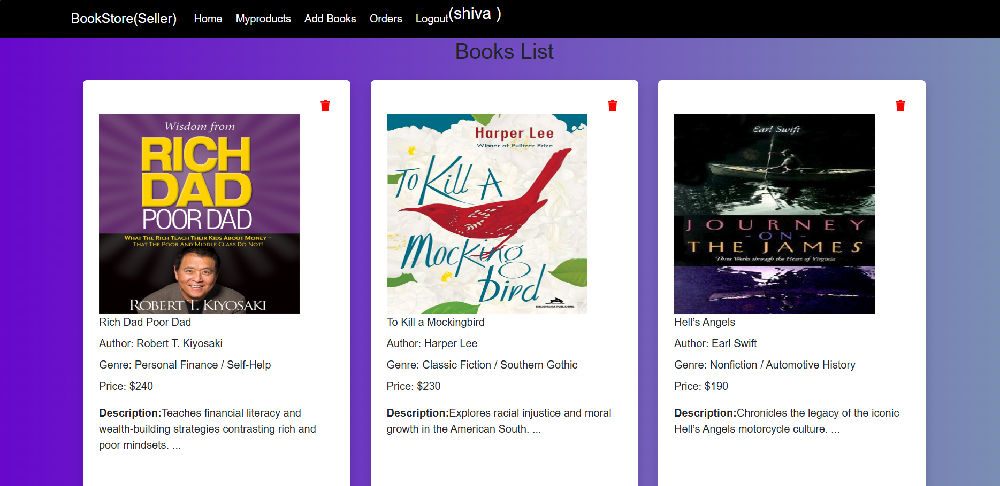 BookStore(Seller) Home Myproducts Add Books Orders Logout(shiva )
Books List
Wisdom from
RICH
DAD
POOR DAD
WHAT THE RICH TEACH THEIR KIDS ABOUT MONEY –
THAT THE POOR AND MIDDLE CLASS DO NOT!
ROBERT T. KIYOSAKI
Rich Dad Poor Dad
Author: Robert T. Kiyosaki
Genre: Personal Finance / Self-Help
Price: $240
Description:Teaches financial literacy and
wealth-building strategies contrasting rich and
poor mindsets. ...
Harper Lee
Winner of Pulitzer Prize
To Kill A
Mocking
bird
BIBLIOMANIA PUBLISHING
To Kill a Mockingbird
Author: Harper Lee
Genre: Classic Fiction / Southern Gothic
Price: $230
Description:Explores racial injustice and moral
growth in the American South. ...
Earl Swift
JOURNEY
-ON-
THE JAMES
Three Weeks through the Heart of Virginia
Hell’s Angels
Author: Earl Swift
Genre: Nonfiction / Automotive History
Price: $190
Description:Chronicles the legacy of the iconic
Hell’s Angels motorcycle culture. ...